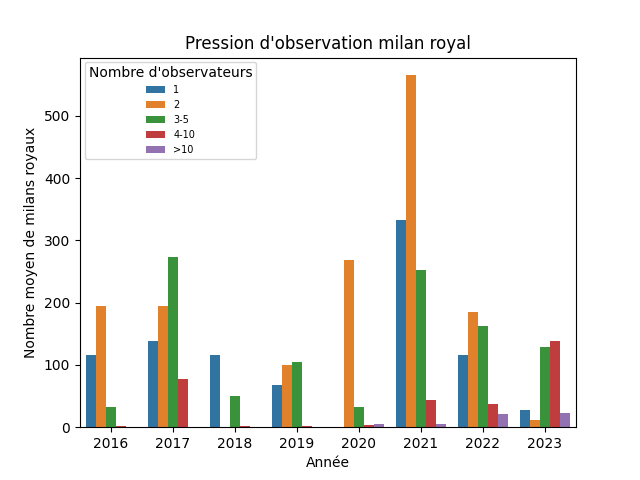 Pression d'observation milan royal
Nombre d'observateurs
1
2
3-5
4-10
>10
Nombre moyen de milans royaux
500
400
300
200
100
0
2016 2017 2018 2019 2020 2021 2022 2023
Année